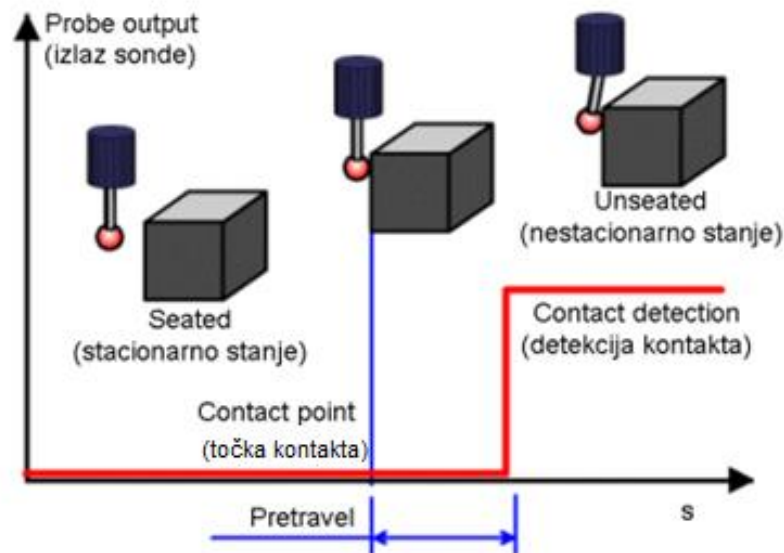 Probe output
(izlaz sonde)
Seated
(stacionarno stanje)
Unseated
(nestacionarno stanje)
Contact detection
(detekcija kontakta)
Contact point
(točka kontakta)
Pretravel
s